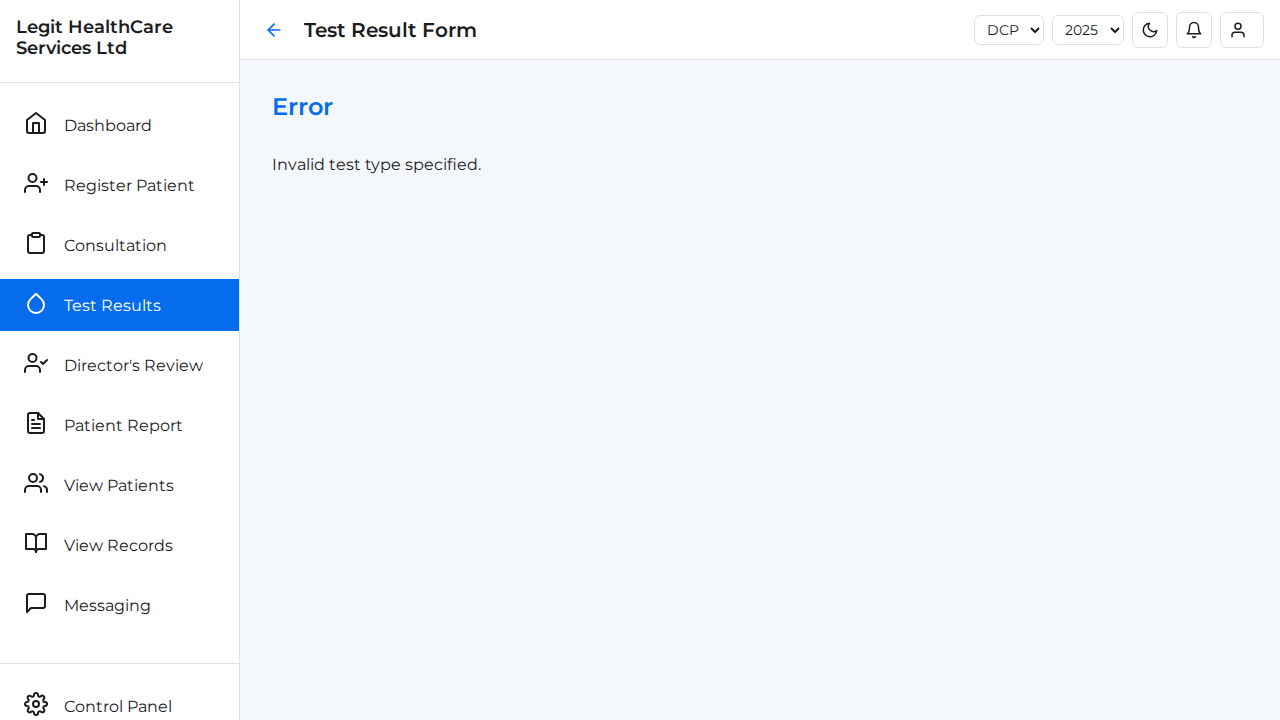 Legit HealthCare
Services Ltd
Test Result Form
DCP
2025
Dashboard
Register Patient
Consultation
Test Results
Director's Review
Patient Report
View Patients
View Records
Messaging
Control Panel
Error
Invalid test type specified.